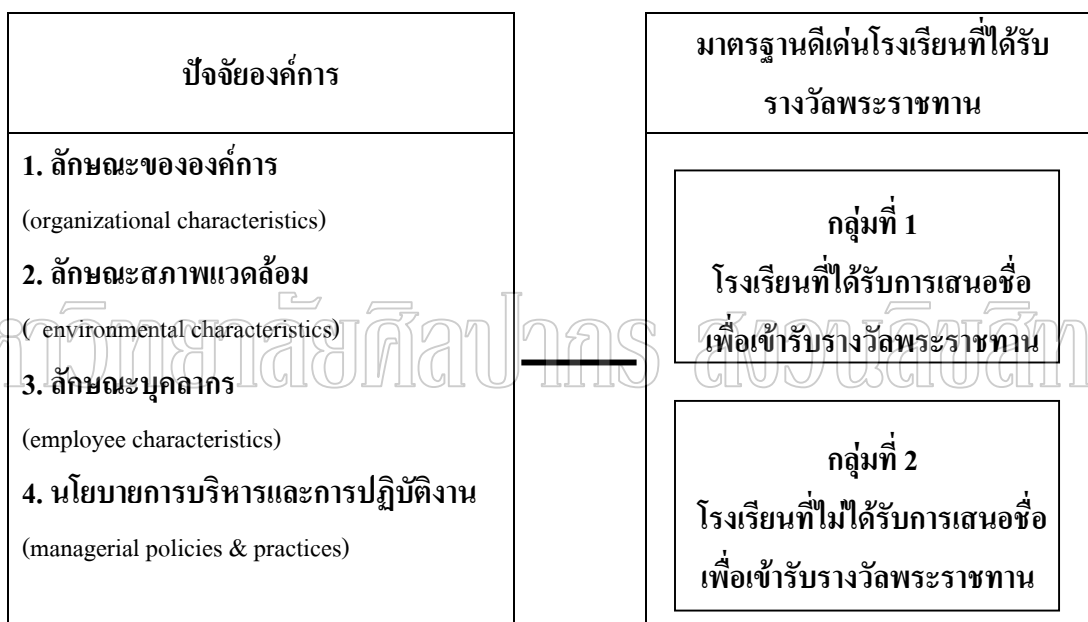 ปัจจัยองค์การ
1. ลักษณะขององค์การ
(organizational characteristics)
2. ลักษณะสภาพแวดล้อม
( environmental characteristics)
3. ลักษณะบุคลากร
(employee characteristics)
4. นโยบายการบริหารและการปฏิบัติงาน
(managerial policies & practices)
มาตรฐานดีเด่นโรงเรียนที่ได้รับ
รางวัลพระราชทาน
กลุ่มที่ 1
โรงเรียนที่ได้รับการเสนอชื่อ
เพื่อเข้ารับรางวัลพระราชทาน
กลุ่มที่ 2
โรงเรียนที่ไม่ได้รับการเสนอชื่อ
เพื่อเข้ารับรางวัลพระราชทาน
ศิลปากร